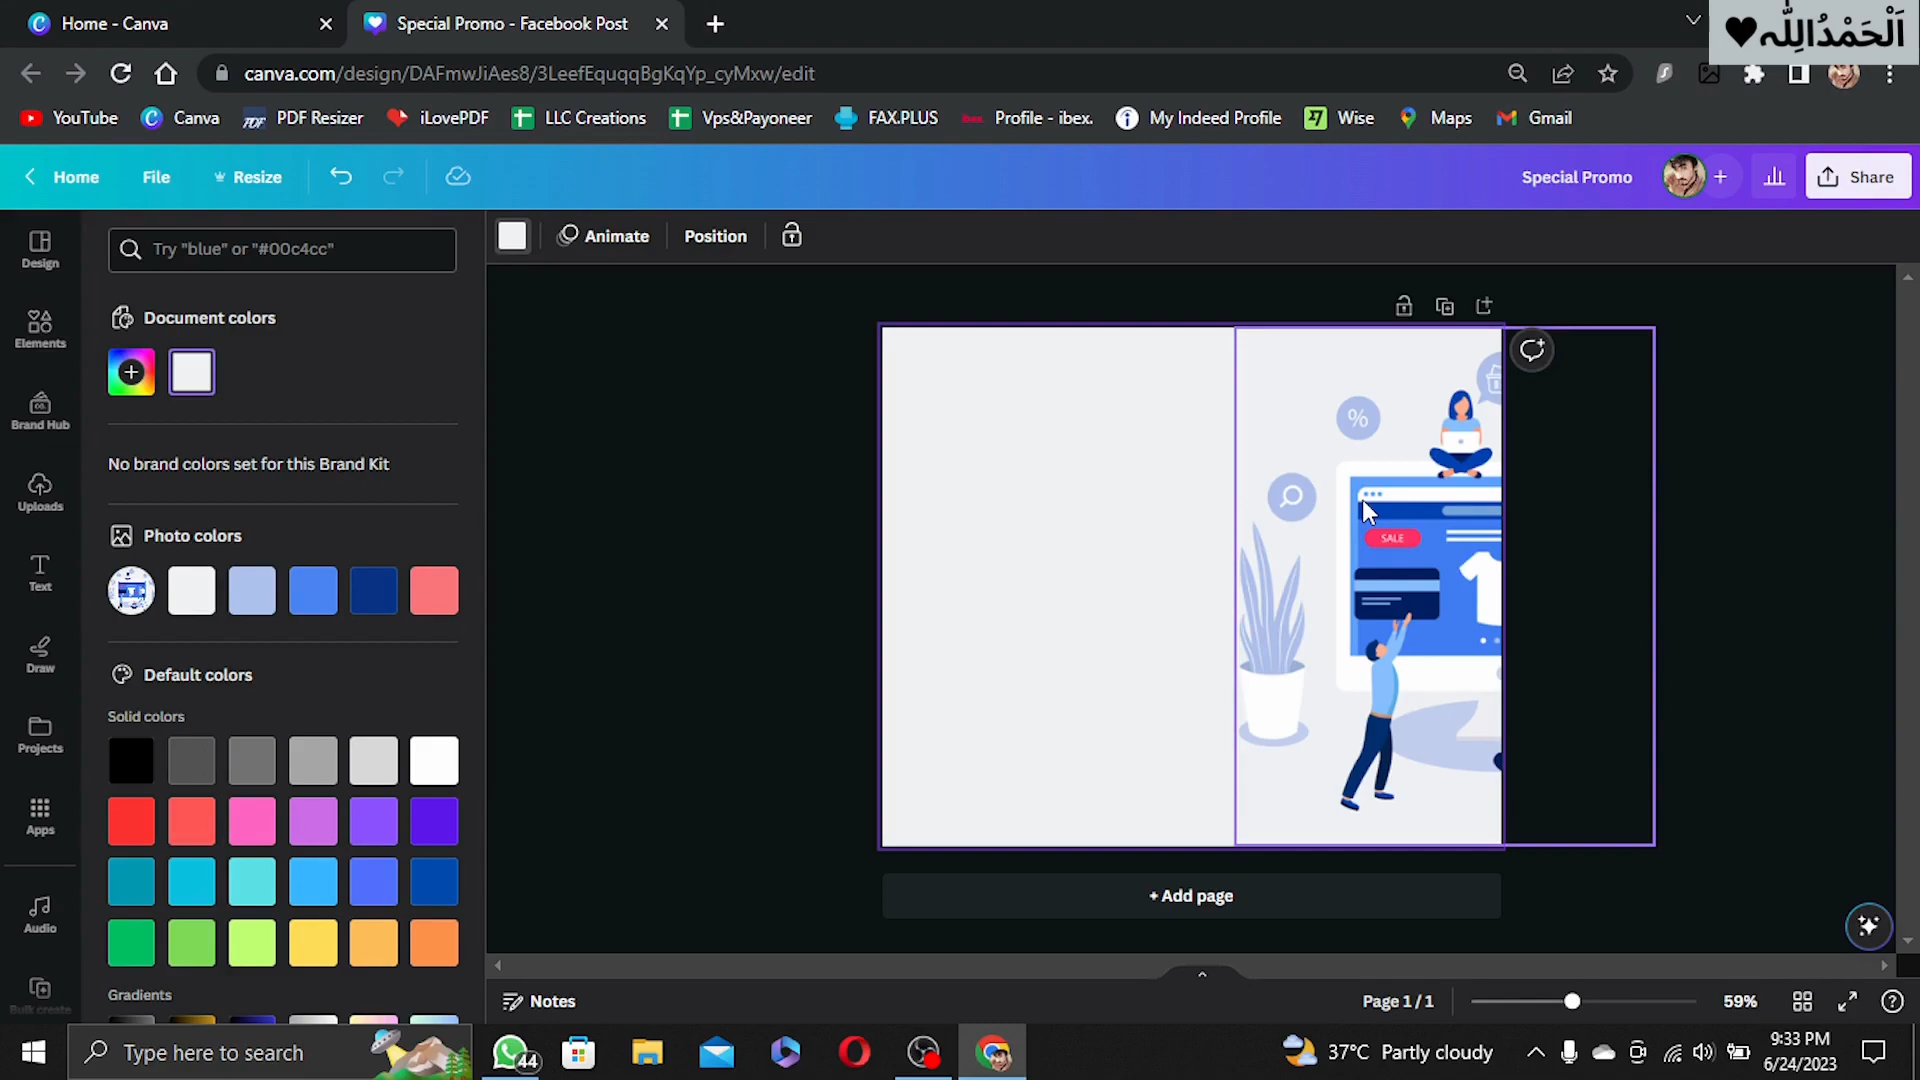 Home - Canva
Special Promo - Facebook Post
اَلْحَمْدُاللّٰه
canva.com/design/DAFmwJiAes8/3LeefEquqqBgKqYp_cyMxw/edit
YouTube
Canva
PDF Resizer
iLovePDF
LLC Creations
Vps&Payoneer
FAX.PLUS
Profile - ibex.
My Indeed Profile
Wise
Maps
Gmail
Home
File
Resize
Special Promo
Share
Design
Elements
Brand Hub
Uploads
Text
Draw
Projects
Apps
Audio
Bulk create
Try "blue" or "#00c4cc"
Document colors
No brand colors set for this Brand Kit
Photo colors
Default colors
Solid colors
Gradients
Animate
Position
%
SALE
+ Add page
Notes
Page 1 / 1
59%
Type here to search
44
37°C Partly cloudy
9:33 PM
6/24/2023